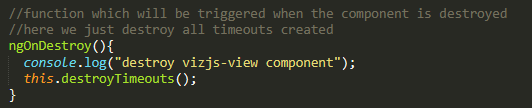 //function which will be triggered when the component is destroyed
//here we just destroy all timeouts created
ngOnDestroy(){
  console.log("destroy vizjs-view component");
  this.destroyTimeouts();
}